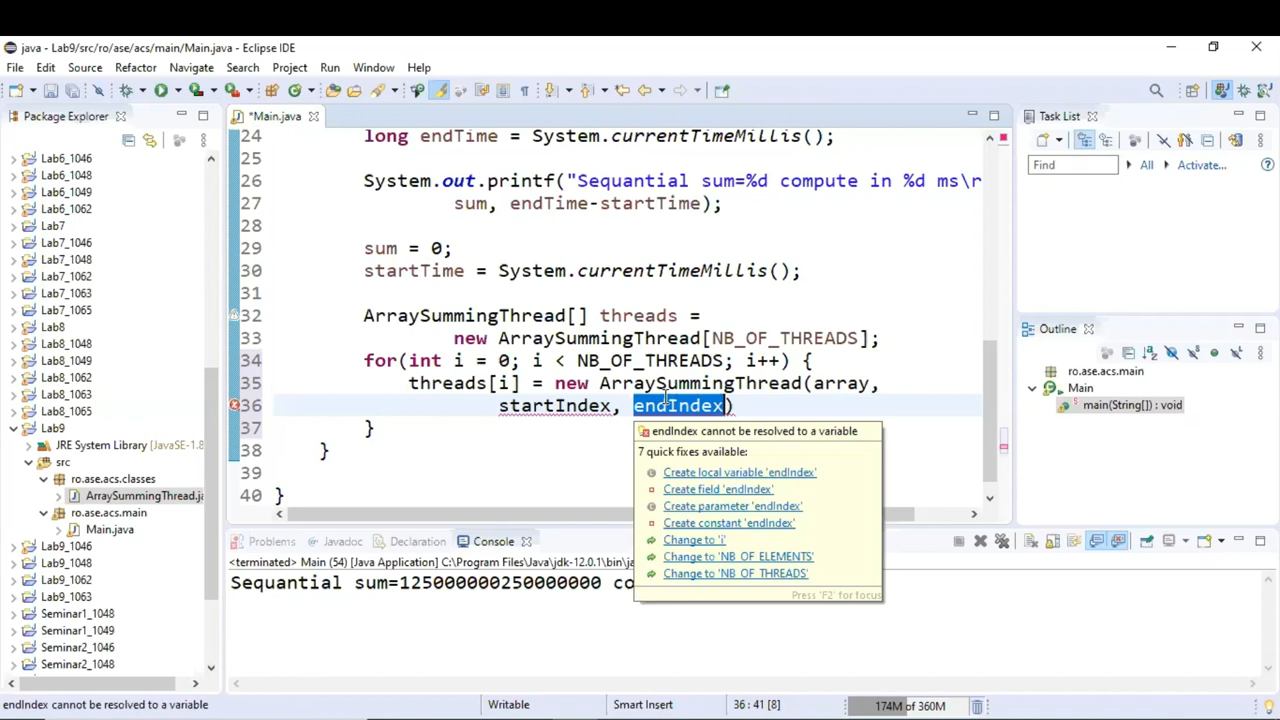 java - Lab9/src/ro/ase/acs/main/Main.java - Eclipse IDE
File Edit Source Refactor Navigate Search Project Run Window Help
Package Explorer
Lab6_1046
Lab6_1048
Lab6_1049
Lab6_1062
Lab7
Lab7_1046
Lab7_1048
Lab7_1062
Lab7_1063
Lab7_1065
Lab8
Lab8_1048
Lab8_1049
Lab8_1062
Lab8_1063
Lab8_1065
Lab9
JRE System Library [JavaSE-1.8
src
ro.ase.acs.classes
ArraySummingThread.ja
ro.ase.acs.main
Main.java
Lab9_1046
Lab9_1048
Lab9_1062
Lab9_1063
Seminar1_1048
Seminar1_1049
Seminar2_1046
Seminar2_1048
*Main.java
24 long endTime = System.currentTimeMillis();
25
26 System.out.printf("Sequantial sum=%d compute in %d ms\r
27 sum, endTime-startTime);
28
29 sum = 0;
30 startTime = System.currentTimeMillis();
31
32 ArraySummingThread[] threads =
33 new ArraySummingThread[NB_OF_THREADS];
34 for(int i = 0; i < NB_OF_THREADS; i++) {
35 threads[i] = new ArraySummingThread(array,
36 startIndex, endIndex)
37 }
38 }
39
40 }
endIndex cannot be resolved to a variable
7 quick fixes available:
Create local variable 'endIndex'
Create field 'endIndex'
Create parameter 'endIndex'
Create constant 'endIndex'
Change to 'i'
Change to 'NB_OF_ELEMENTS'
Change to 'NB_OF_THREADS'
Press 'F2' for focus
Task List
Find All Activate...
Outline
ro.ase.acs.main
Main
main(String[]) : void
Problems Javadoc Declaration Console
<terminated> Main (54) [Java Application] C:\Program Files\Java\jdk-12.0.1\bin\ja
Sequantial sum=125000000250000000 co
endIndex cannot be resolved to a variable Writable Smart Insert 36 : 41 [8] 174M of 360M